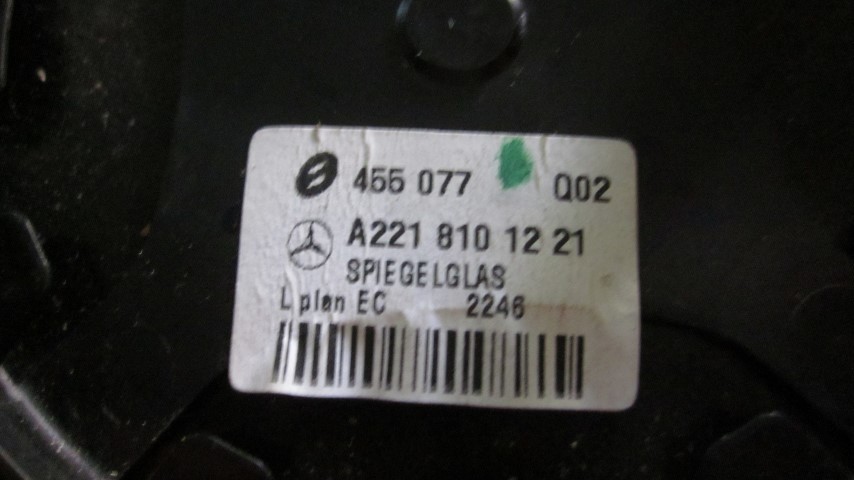 455 077 Q02
A221 810 12 21
SPIEGELGLAS
L plan EC 2246